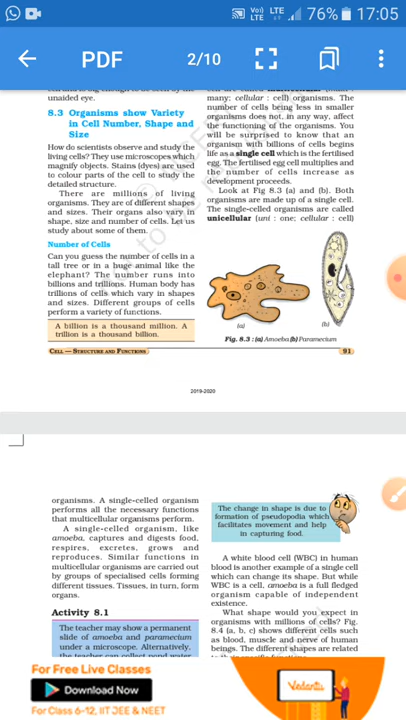 Voi)
LTE LTE 76% 17:05
PDF 2/10
unaided eye.
8.3 Organisms show Variety
in Cell Number, Shape and
Size
How do scientists observe and study the
living cells? They use microscopes which
magnify objects. Stains (dyes) are used
to colour parts of the cell to study the
detailed structure.
There are millions of living
organisms. They are of different shapes
and sizes. Their organs also vary in
shape, size and number of cells. Let us
study about some of them.
Number of Cells
Can you guess the number of cells in a
tall tree or in a huge animal like the
elephant? The number runs into
billions and trillions. Human body has
trillions of cells which vary in shapes
and sizes. Different groups of cells
perform a variety of functions.
A billion is a thousand million. A
trillion is a thousand billion.
many; cellular : cell) organisms. The
number of cells being less in smaller
organisms does not, in any way, affect
the functioning of the organisms. You
will be surprised to know that an
organism with billions of cells begins
life as a single cell which is the fertilised
egg. The fertilised egg cell multiplies and
the number of cells increase as
development proceeds.
Look at Fig 8.3 (a) and (b). Both
organisms are made up of a single cell.
The single-celled organisms are called
unicellular (uni : one; cellular : cell)
(a)
(b)
Fig. 8.3 : (a) Amoeba (b) Paramecium
Cell — Structure and Functions
91
2019-2020
organisms. A single-celled organism
performs all the necessary functions
that multicellular organisms perform.
A single-celled organism, like
amoeba, captures and digests food,
respires, excretes, grows and
reproduces. Similar functions in
multicellular organisms are carried out
by groups of specialised cells forming
different tissues. Tissues, in turn, form
organs.
Activity 8.1
The teacher may show a permanent
slide of amoeba and paramecium
under a microscope. Alternatively,
the teacher can collect pond water
The change in shape is due to
formation of pseudopodia which
facilitates movement and help
in capturing food.
A white blood cell (WBC) in human
blood is another example of a single cell
which can change its shape. But while
WBC is a cell, amoeba is a full fledged
organism capable of independent
existence.
What shape would you expect in
organisms with millions of cells? Fig.
8.4 (a, b, c) shows different cells such
as blood, muscle and nerve of human
beings. The different shapes are related
For Free Live Classes
Download Now
For Class 6-12, IIT JEE & NEET
Vedantu